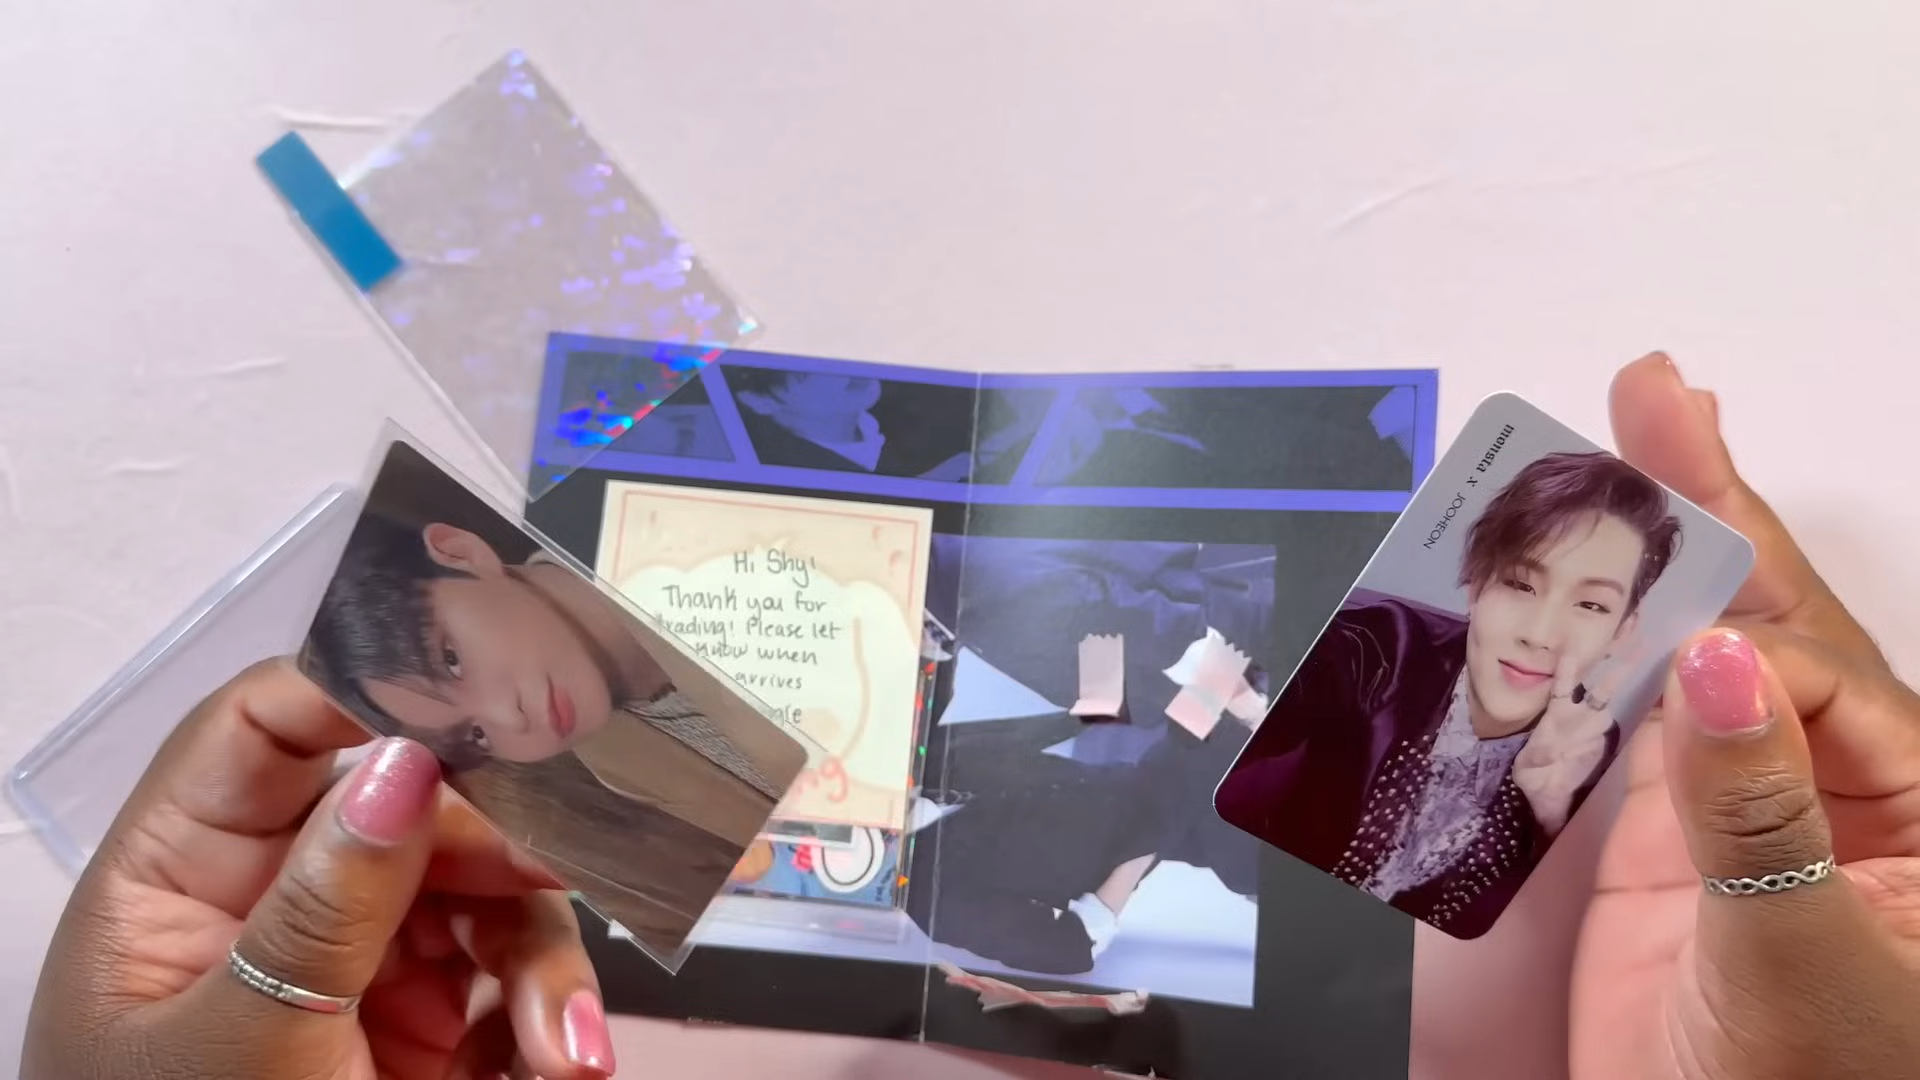 Hi Shy!
Thank you for
trading! Please let
know when
arrives
monsta x
JOOHEON